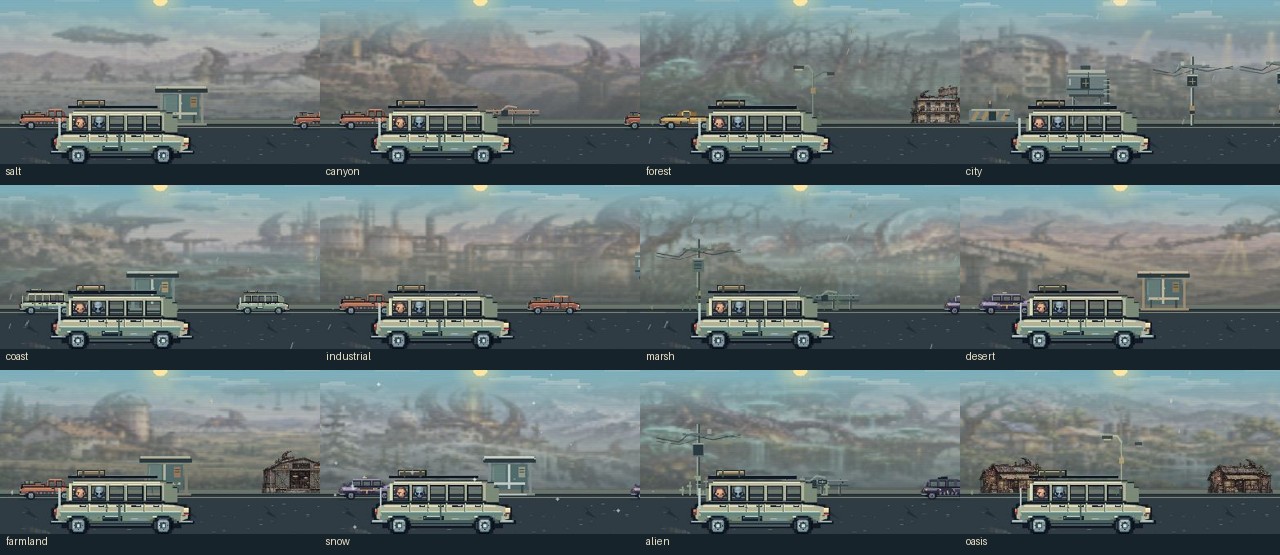 salt
canyon
forest
city
coast
industrial
marsh
desert
farmland
snow
alien
oasis